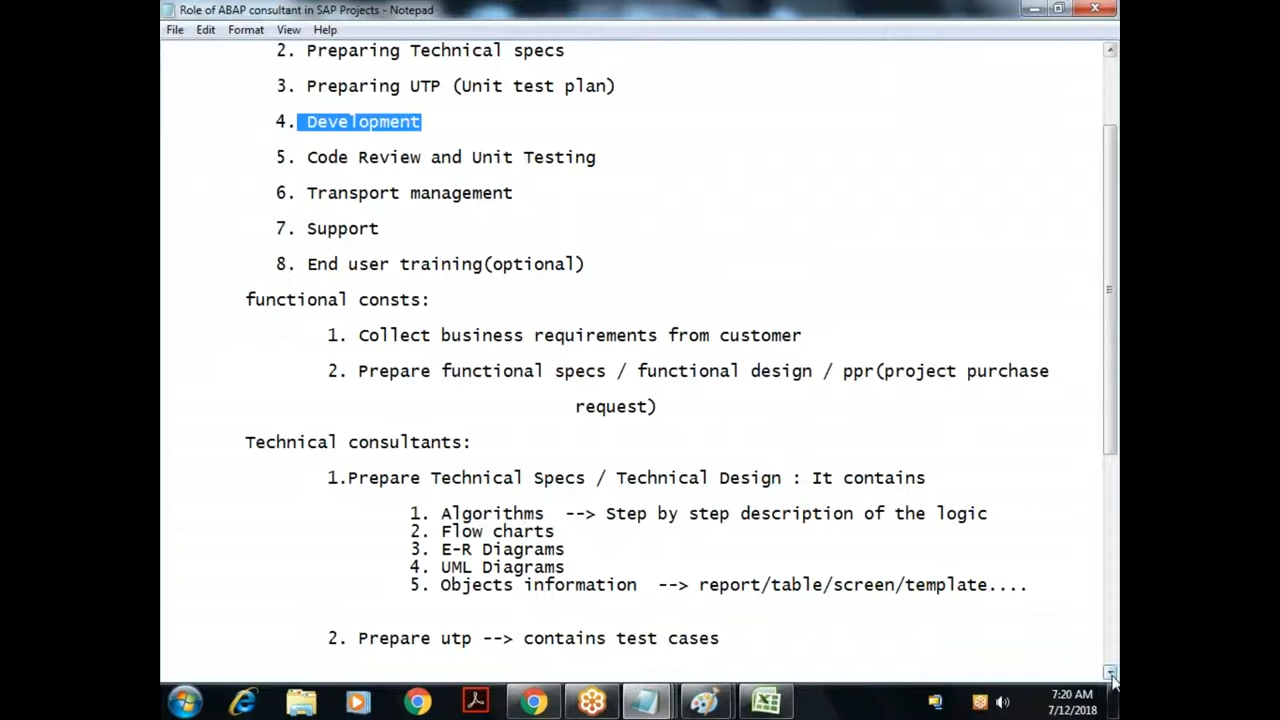 Role of ABAP consultant in SAP Projects - Notepad
File Edit Format View Help
2. Preparing Technical specs
3. Preparing UTP (Unit test plan)
4. Development
5. Code Review and Unit Testing
6. Transport management
7. Support
8. End user training(optional)
functional consts:
1. Collect business requirements from customer
2. Prepare functional specs / functional design / ppr(project purchase
request)
Technical consultants:
1.Prepare Technical Specs / Technical Design : It contains
1. Algorithms --> Step by step description of the logic
2. Flow charts
3. E-R Diagrams
4. UML Diagrams
5. Objects information --> report/table/screen/template....
2. Prepare utp --> contains test cases
7:20 AM
7/12/2018